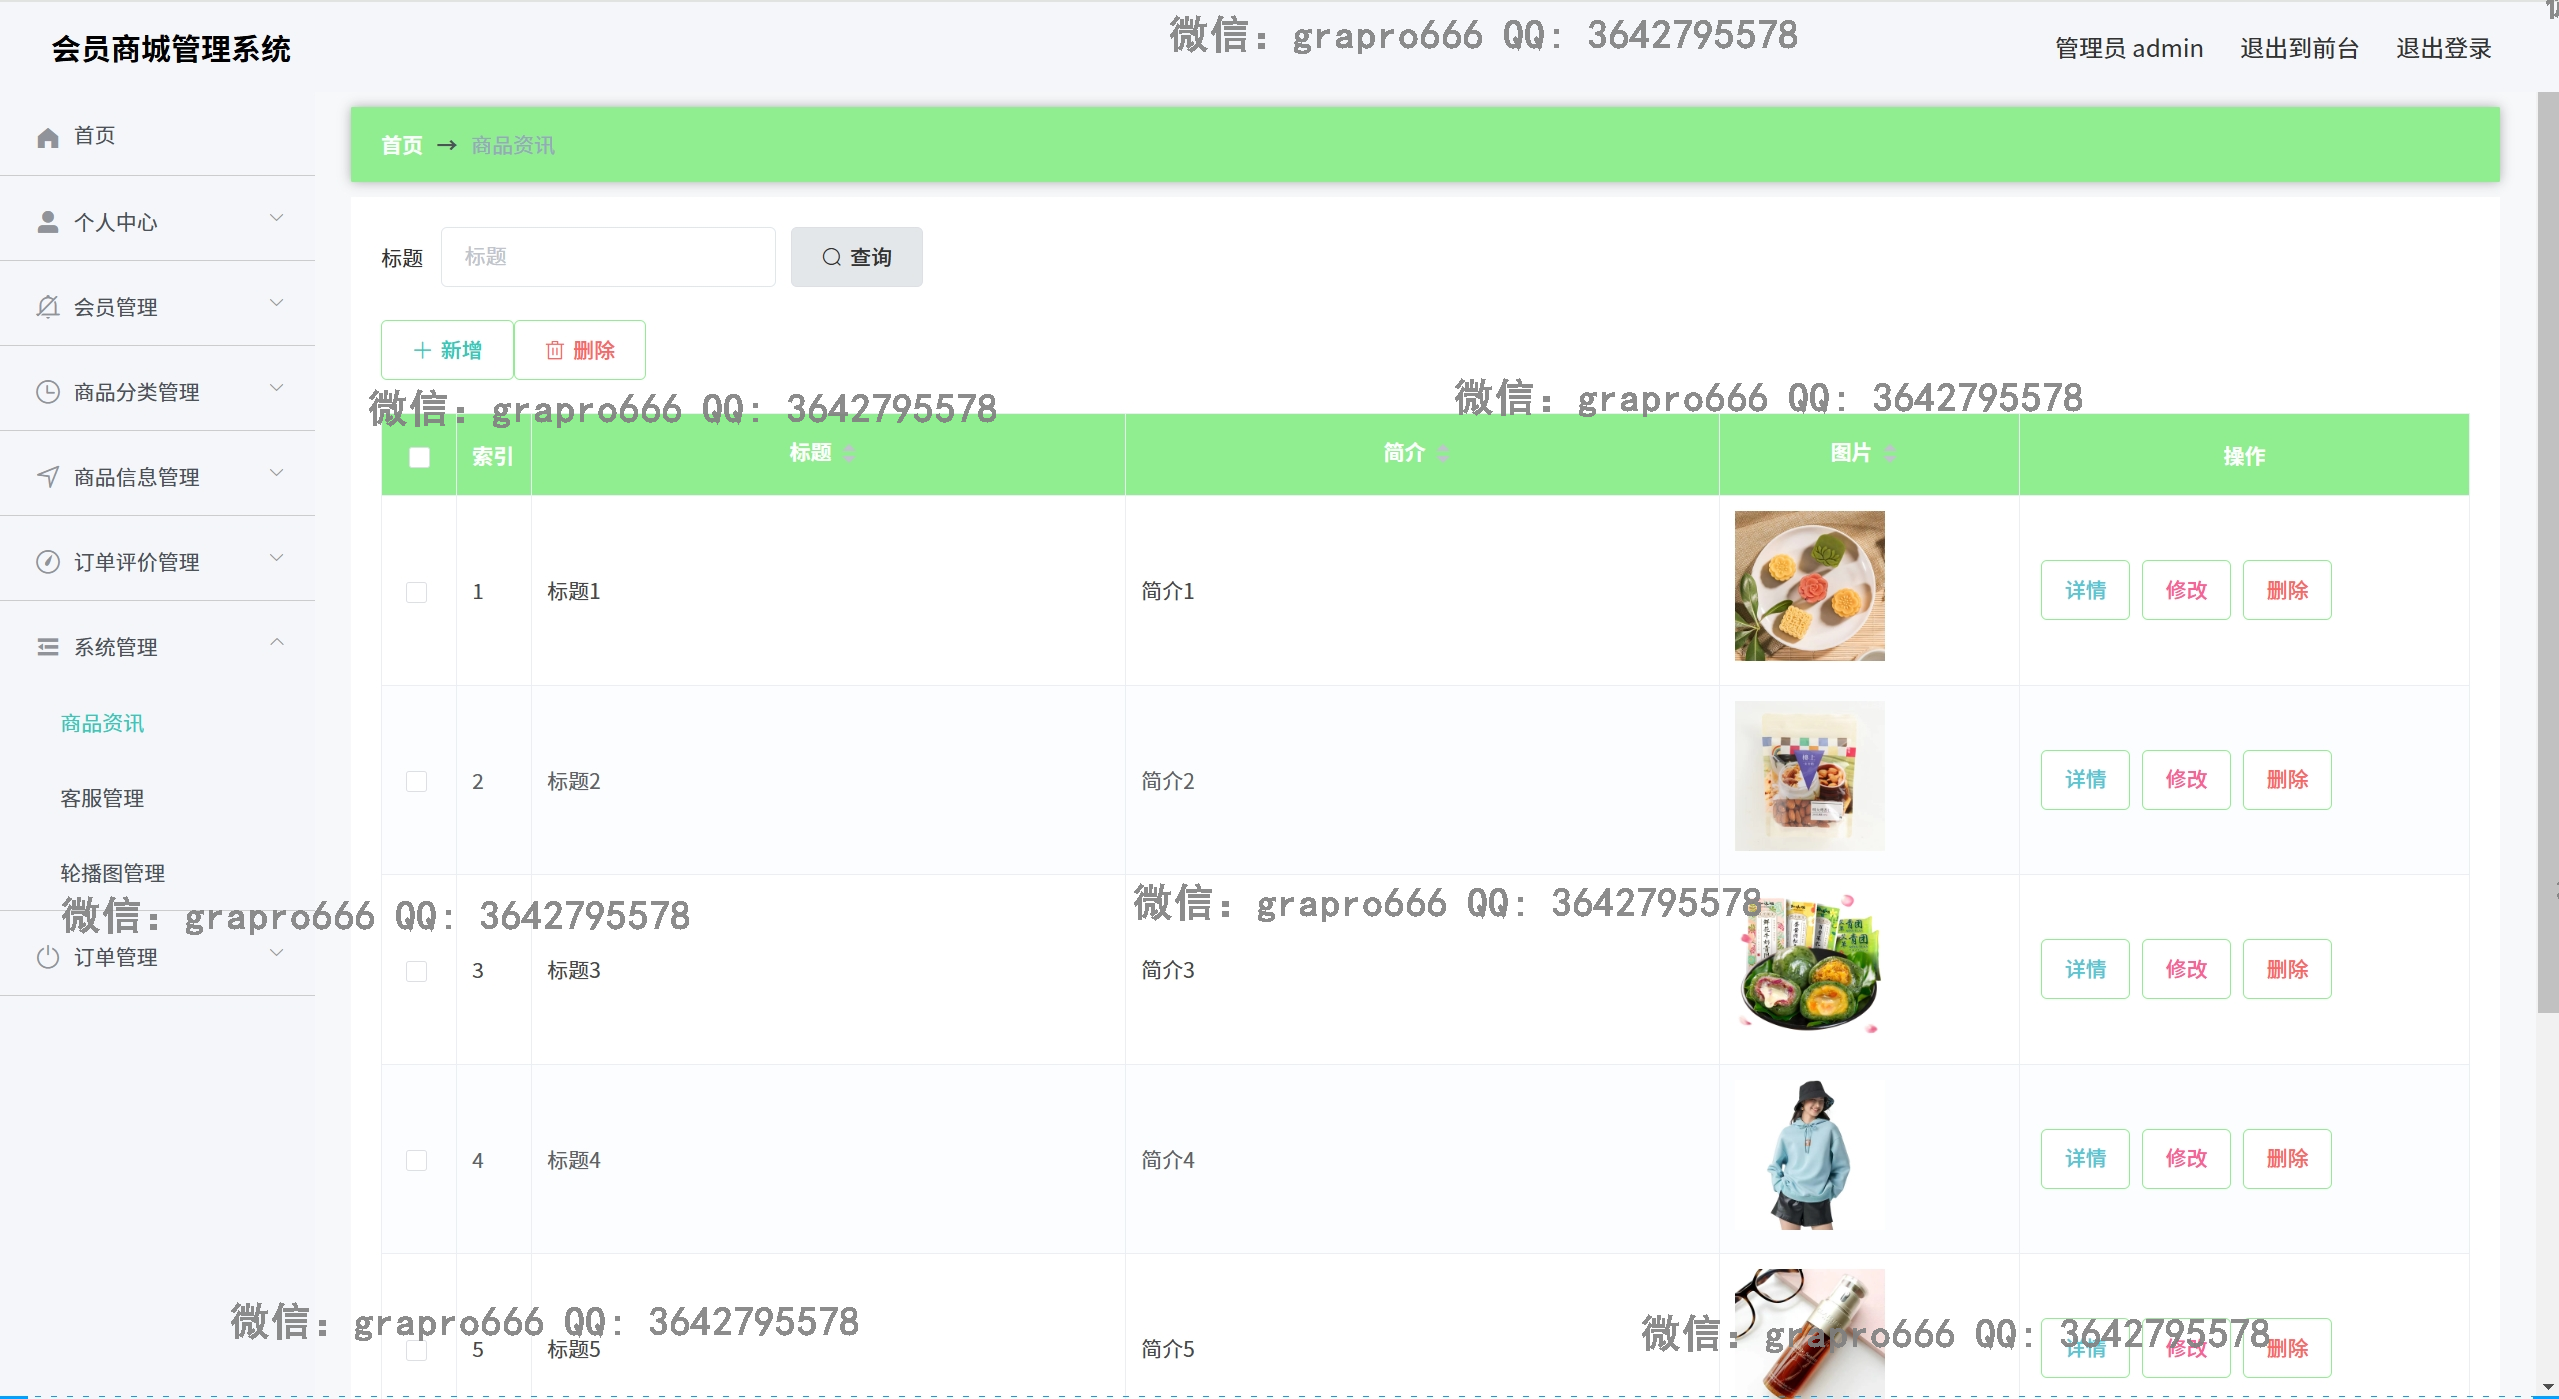 微信：grapro666 QQ：3642795578
会员商城管理系统
管理员 admin 退出到前台 退出登录
首页
个人中心
会员管理
商品分类管理
商品信息管理
订单评价管理
系统管理
商品资讯
客服管理
轮播图管理
订单管理
首页 → 商品资讯
标题 标题 查询
新增 删除
微信：grapro666 QQ：3642795578
微信：grapro666 QQ：3642795578
索引 标题 简介 图片 操作
1 标题1 简介1 详情 修改 删除
2 标题2 简介2 详情 修改 删除
微信：grapro666 QQ：3642795578
微信：grapro666 QQ：3642795578
3 标题3 简介3 详情 修改 删除
4 标题4 简介4 详情 修改 删除
微信：grapro666 QQ：3642795578
微信：grapro666 QQ：3642795578
5 标题5 简介5 详情 修改 删除